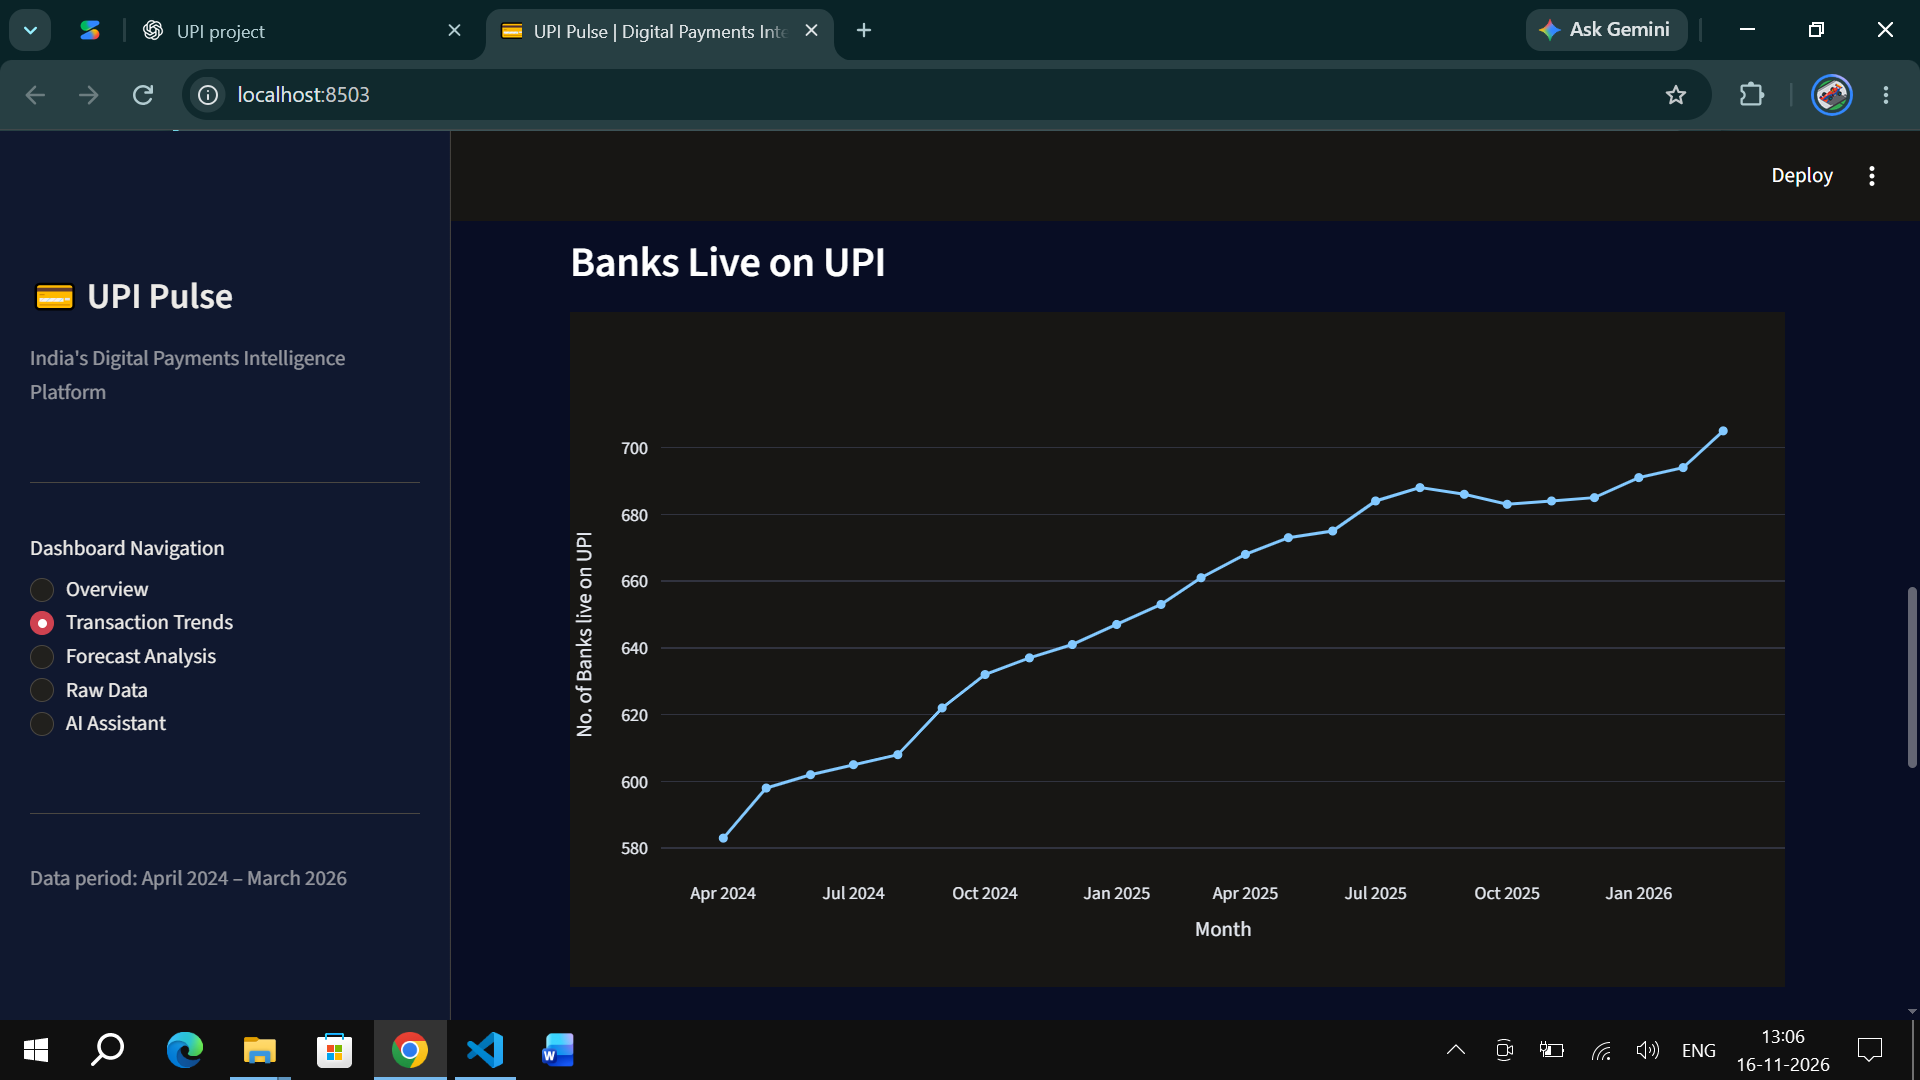 UPI project
UPI Pulse | Digital Payments Inte
Ask Gemini
localhost:8503
Deploy
UPI Pulse
India's Digital Payments Intelligence
Platform
Dashboard Navigation
Overview
Transaction Trends
Forecast Analysis
Raw Data
AI Assistant
Data period: April 2024 – March 2026
Banks Live on UPI
No. of Banks live on UPI
700
680
660
640
620
600
580
Apr 2024 Jul 2024 Oct 2024 Jan 2025 Apr 2025 Jul 2025 Oct 2025 Jan 2026
Month
W
ENG
13:06
16-11-2026